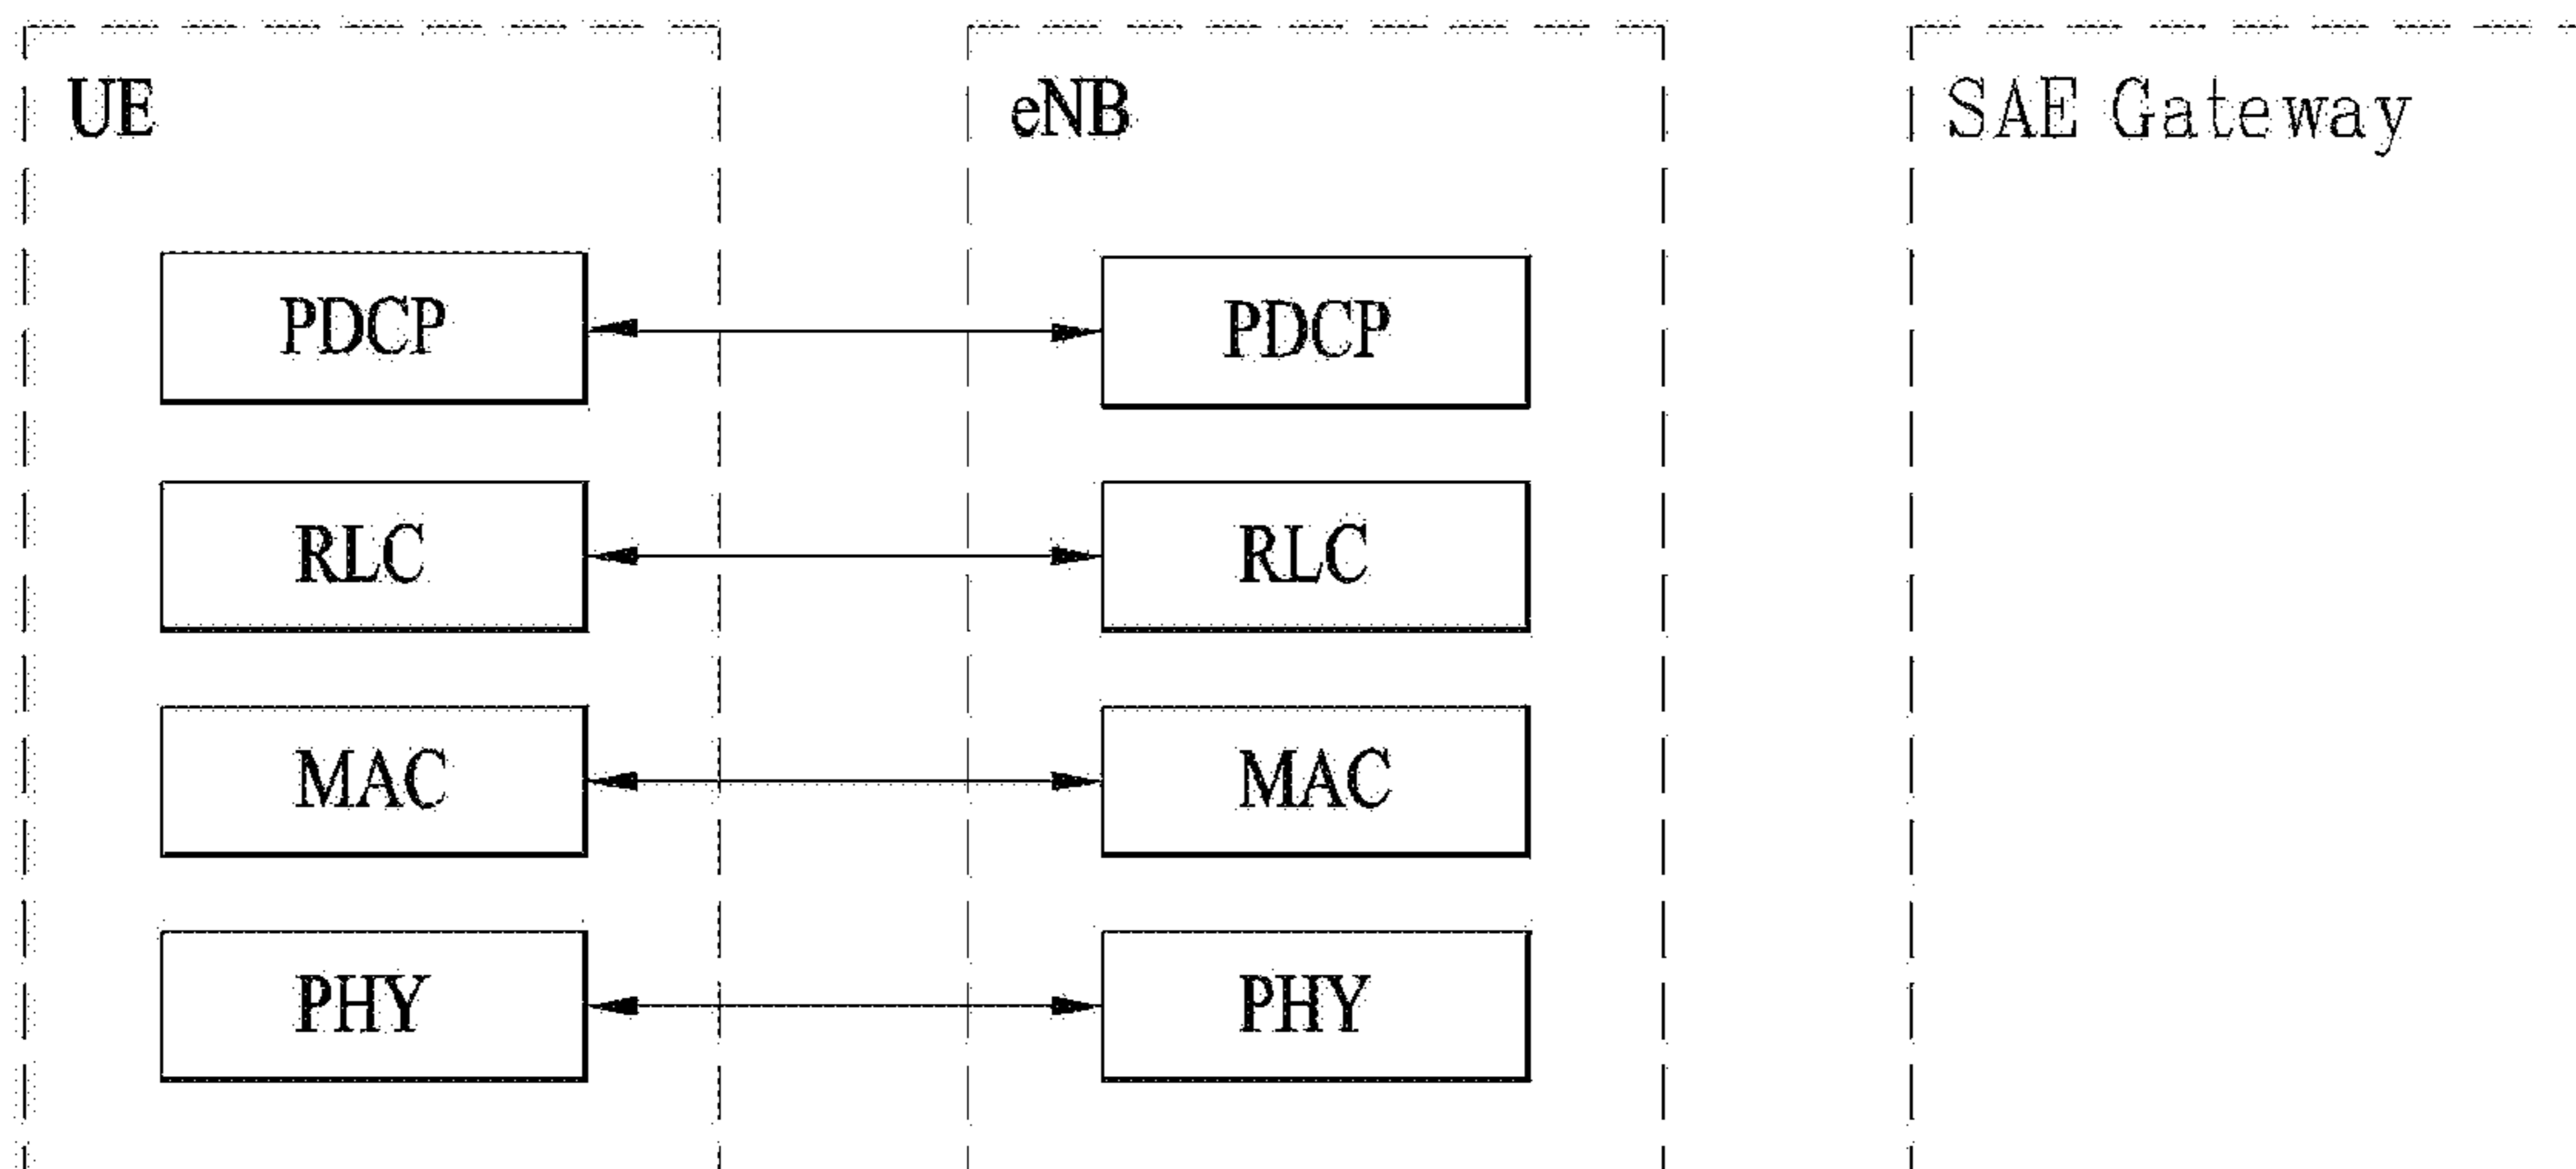 UE
eNB
SAE Gateway
PDCP
PDCP
RLC
RLC
MAC
MAC
PHY
PHY